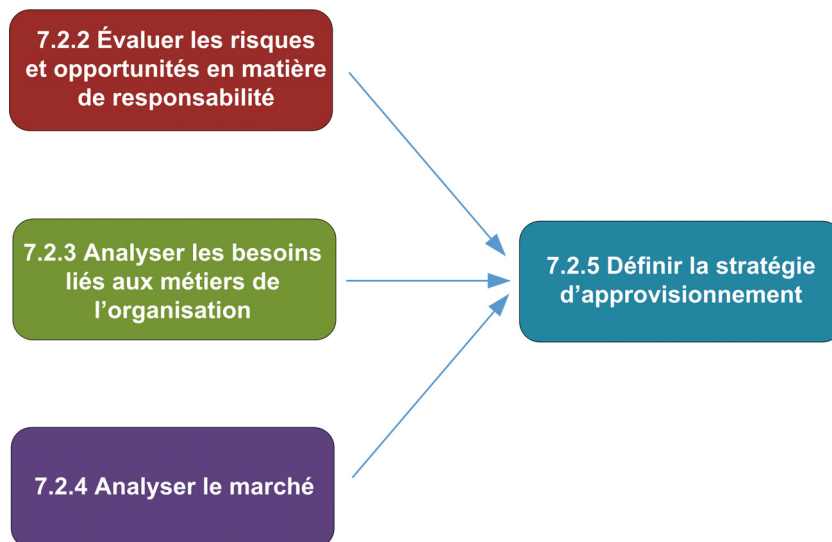 7.2.2 Évaluer les risques
et opportunités en matière
de responsabilité
7.2.3 Analyser les besoins
liés aux métiers de
l’organisation
7.2.4 Analyser le marché
7.2.5 Définir la stratégie
d’approvisionnement